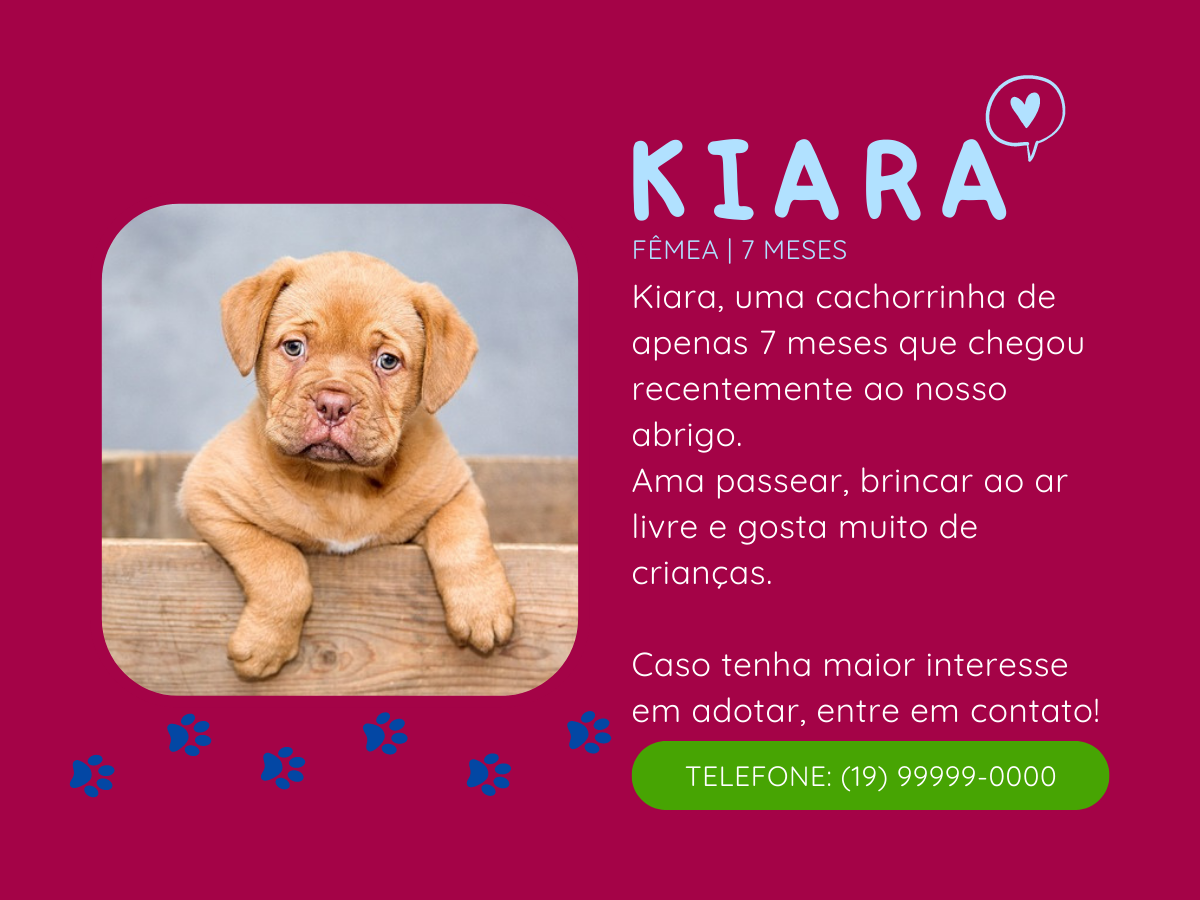 KIARA
FÊMEA | 7 MESES
Kiara, uma cachorrinha de
apenas 7 meses que chegou
recentemente ao nosso
abrigo.
Ama passear, brincar ao ar
livre e gosta muito de
crianças.
Caso tenha maior interesse
em adotar, entre em contato!
TELEFONE: (19) 99999-0000